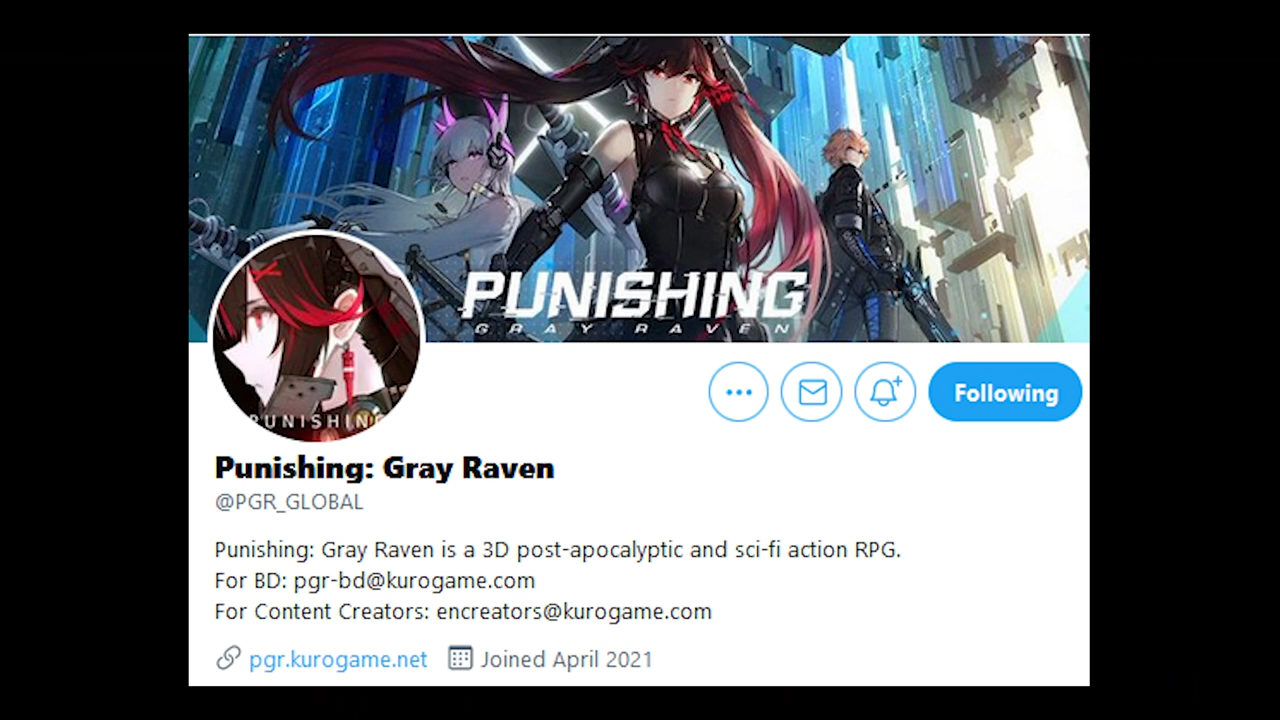 PUNISHING
GRAY RAVEN
PUNISHING
Following
Punishing: Gray Raven
@PGR_GLOBAL
Punishing: Gray Raven is a 3D post-apocalyptic and sci-fi action RPG.
For BD: pgr-bd@kurogame.com
For Content Creators: encreators@kurogame.com
pgr.kurogame.net Joined April 2021